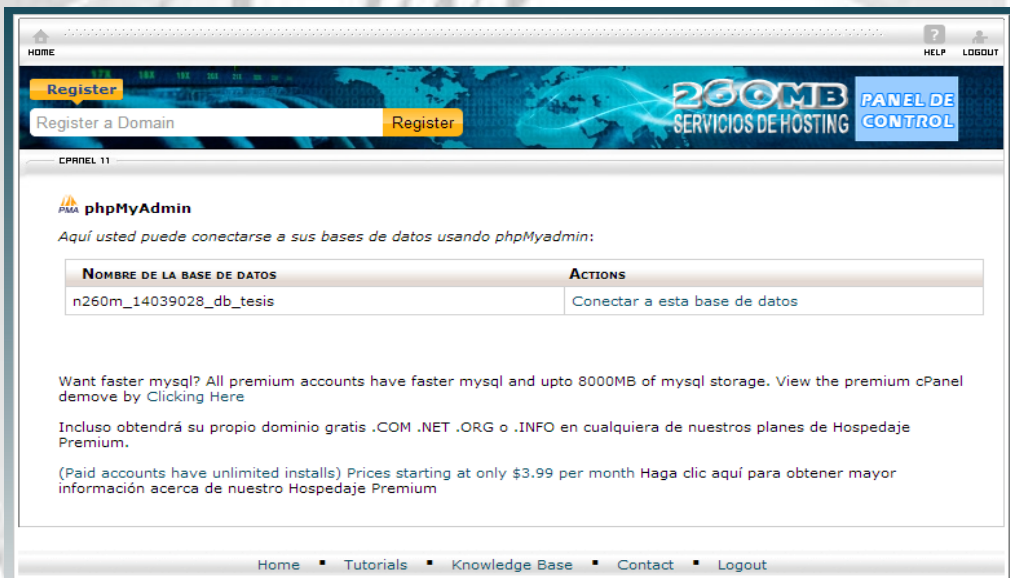 HOME
HELP LOGOUT
17X 18X 19X 20X 21X
Register
Register a Domain Register
260MB
SERVICIOS DE HOSTING
PANEL DE
CONTROL
CPANEL 11
PMA phpMyAdmin
Aquí usted puede conectarse a sus bases de datos usando phpMyadmin:
NOMBRE DE LA BASE DE DATOS ACTIONS
n260m_14039028_db_tesis Conectar a esta base de datos
Want faster mysql? All premium accounts have faster mysql and upto 8000MB of mysql storage. View the premium cPanel
demove by Clicking Here
Incluso obtendrá su propio dominio gratis .COM .NET .ORG o .INFO en cualquiera de nuestros planes de Hospedaje
Premium.
(Paid accounts have unlimited installs) Prices starting at only $3.99 per month Haga clic aquí para obtener mayor
información acerca de nuestro Hospedaje Premium
Home ▪ Tutorials ▪ Knowledge Base ▪ Contact ▪ Logout